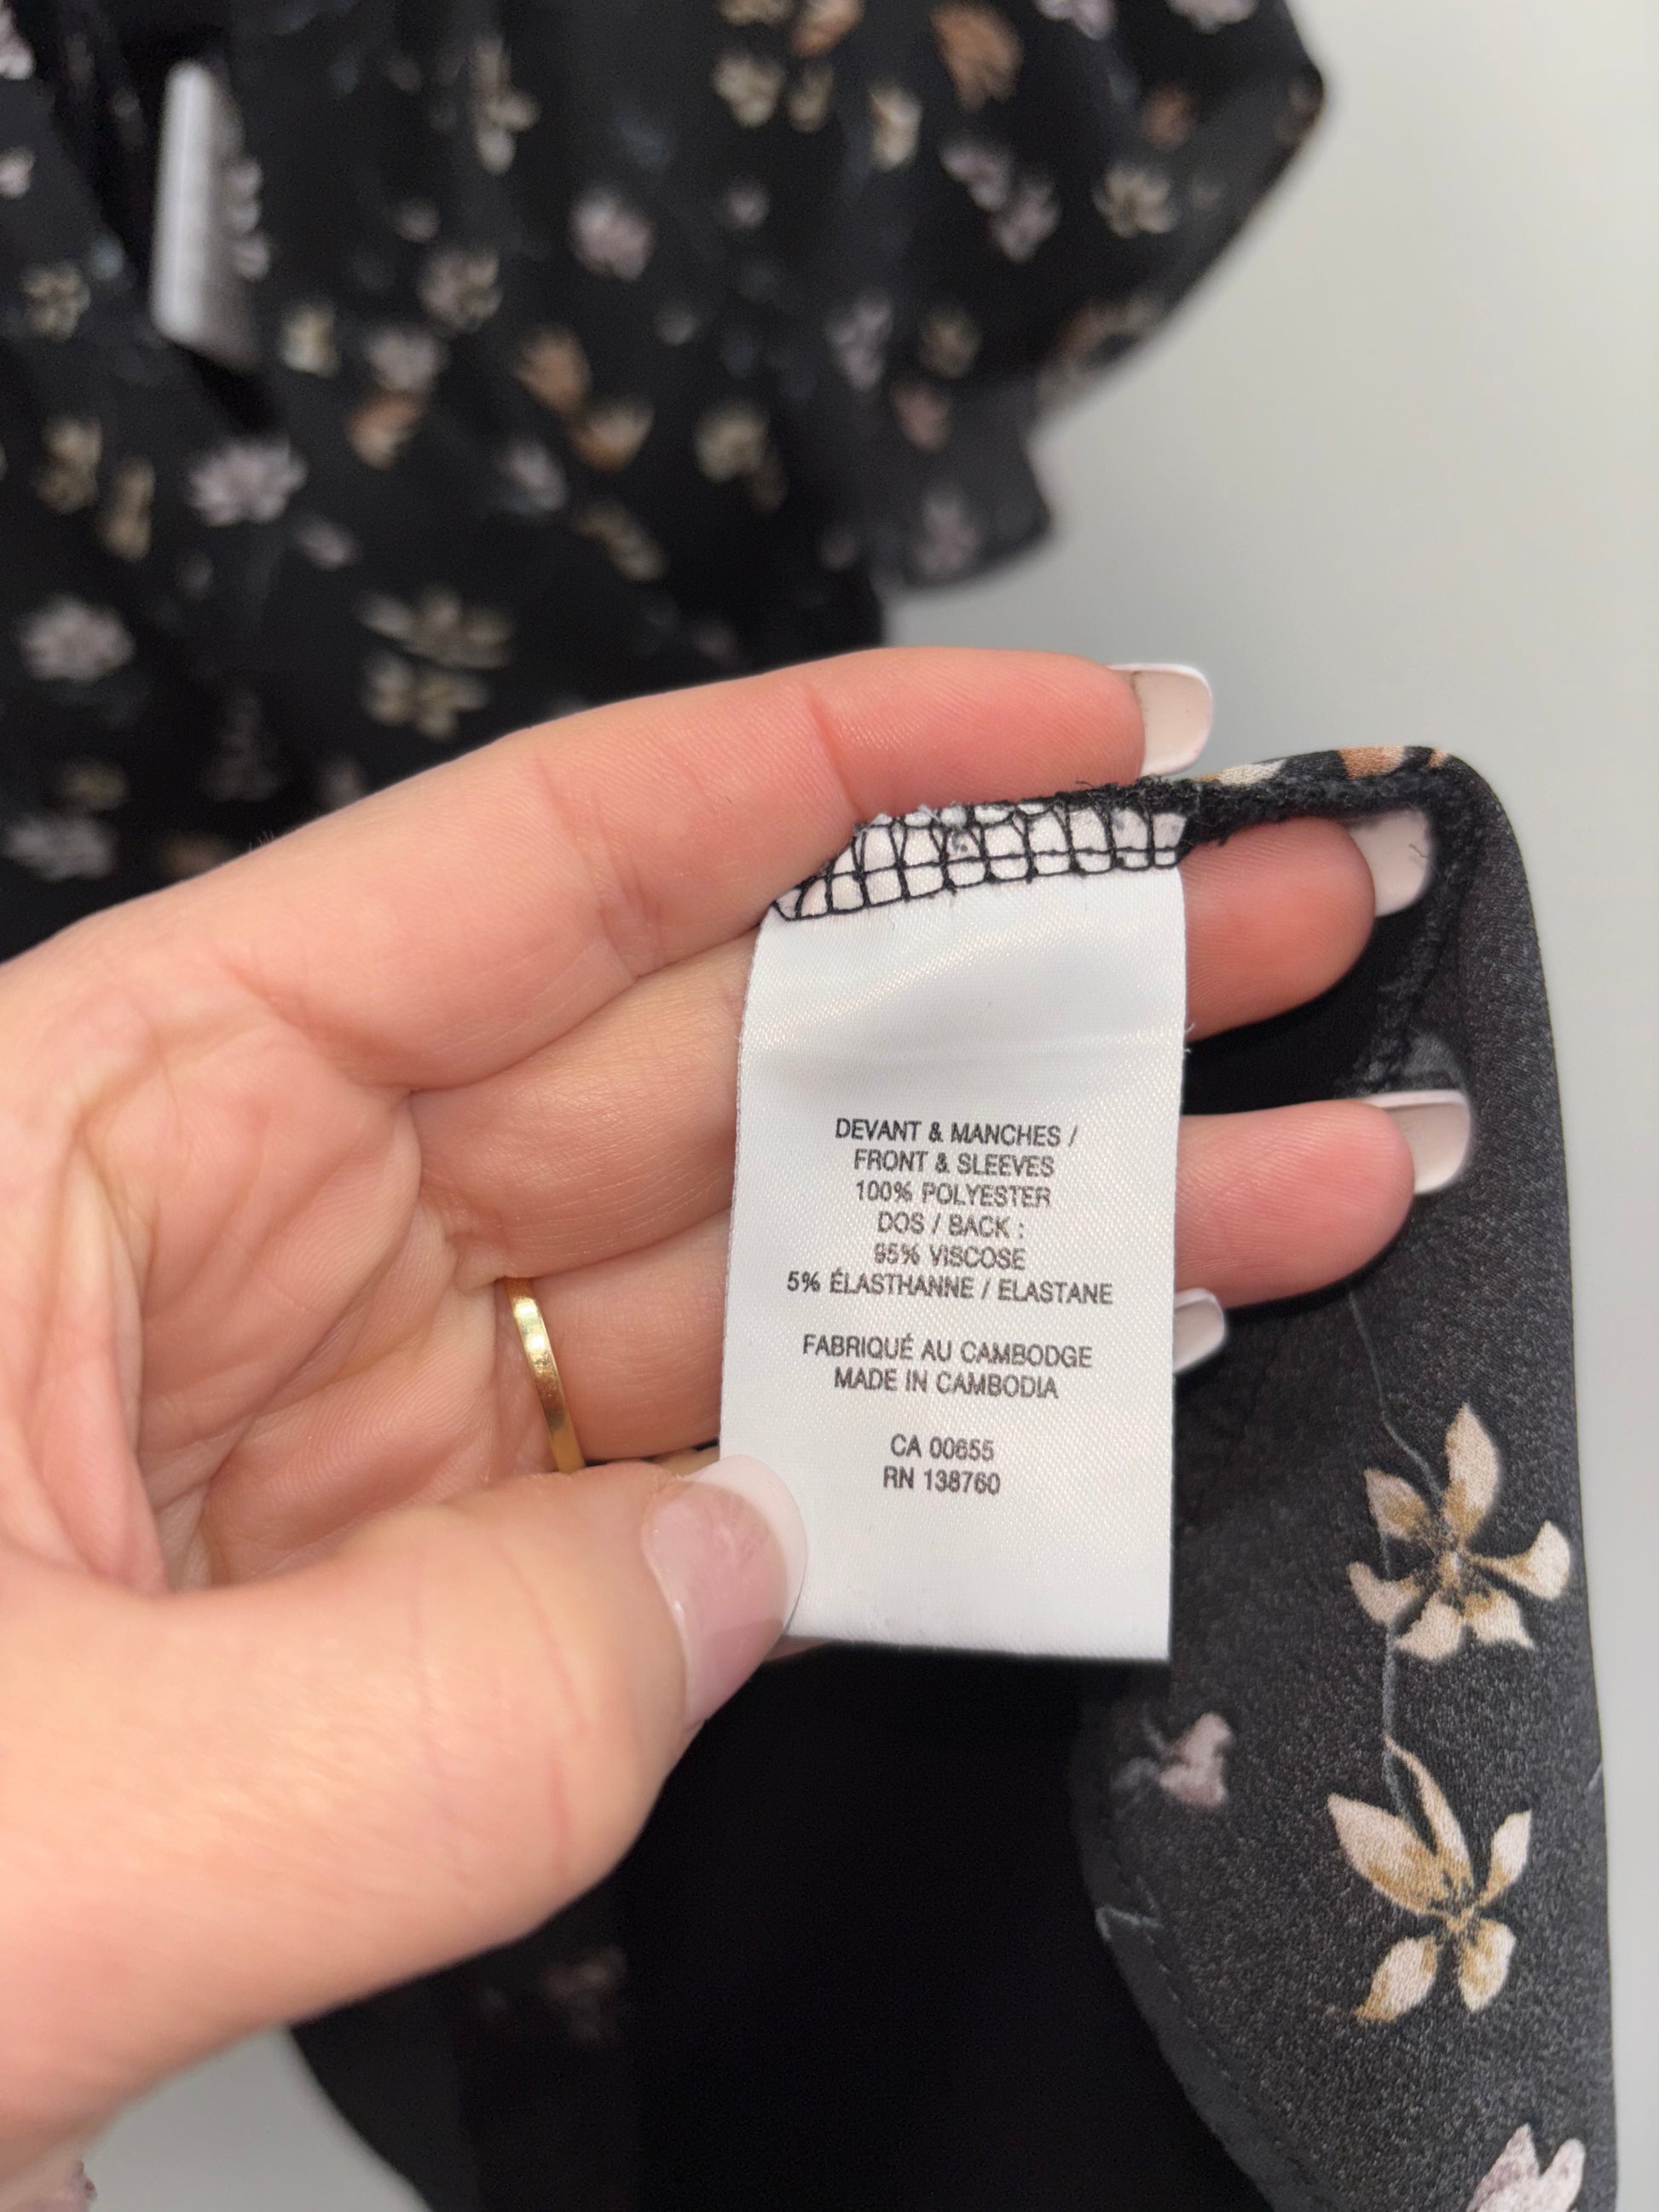 DEVANT & MANCHES /
FRONT & SLEEVES
100% POLYESTER
DOS / BACK :
95% VISCOSE
5% ÉLASTHANNE / ELASTANE
FABRIQUÉ AU CAMBODGE
MADE IN CAMBODIA
CA 00655
RN 138760